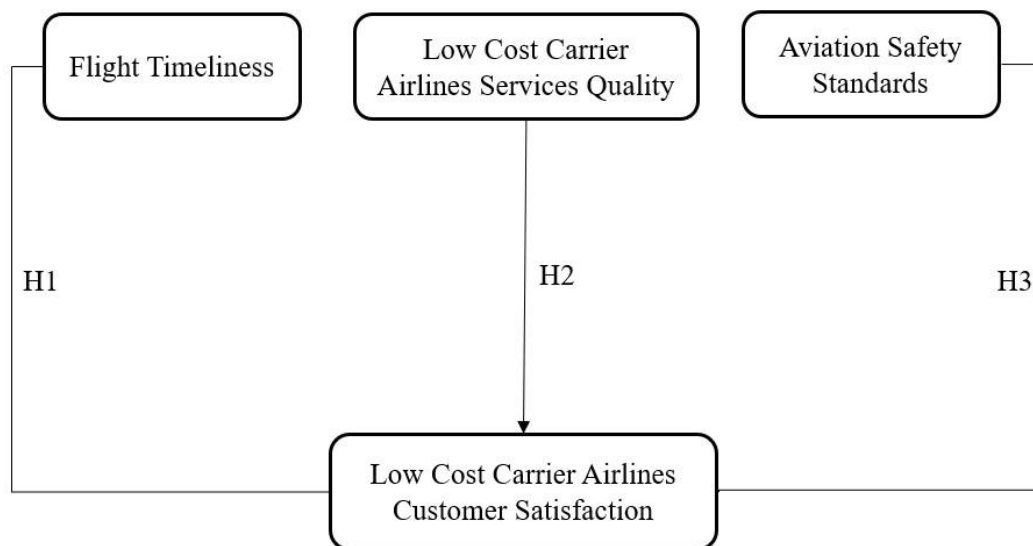 Flight Timeliness
Low Cost Carrier
Airlines Services Quality
Aviation Safety
Standards
H1
H2
H3
Low Cost Carrier Airlines
Customer Satisfaction